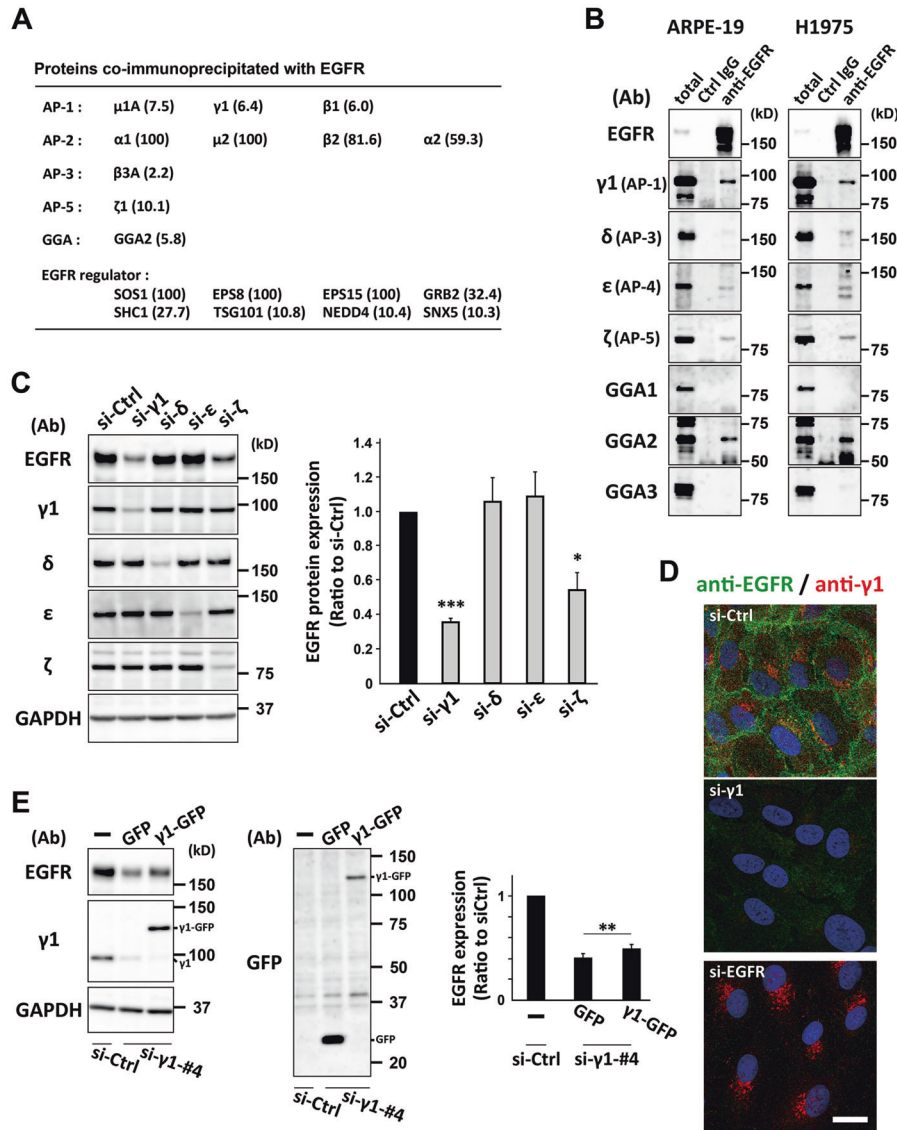 A
Proteins co-immunoprecipitated with EGFR
AP-1 : μ1A (7.5) γ1 (6.4) β1 (6.0)
AP-2 : α1 (100) μ2 (100) β2 (81.6) α2 (59.3)
AP-3 : β3A (2.2)
AP-5 : ζ1 (10.1)
GGA : GGA2 (5.8)
EGFR regulator :
SOS1 (100) EPS8 (100) EPS15 (100) GRB2 (32.4)
SHC1 (27.7) TSG101 (10.8) NEDD4 (10.4) SNX5 (10.3)
B
ARPE-19 H1975
(Ab) total Ctrl IgG anti-EGFR (kD) total Ctrl IgG anti-EGFR (kD)
EGFR 150 150
γ1 (AP-1) 100 75 100 75
δ (AP-3) 150 150
ε (AP-4) 150 150
ζ (AP-5) 75 75
GGA1 75 75
GGA2 75 50 75 50
GGA3 75 75
C
(Ab) si-Ctrl si-γ1 si-δ si-ε si-ζ (kD)
EGFR 150
γ1 100
δ 150
ε 150
ζ 75
GAPDH 37
EGFR protein expression
(Ratio to si-Ctrl)
1.4
1.2
1.0
0.8
0.6
0.4
0.2
0
*** *
si-Ctrl si-γ1 si-δ si-ε si-ζ
D
anti-EGFR / anti-γ1
si-Ctrl
si-γ1
si-EGFR
E
(Ab) – GFP γ1-GFP (kD)
EGFR 150
γ1 150 γ1-GFP 100 γ1
GAPDH 37
si-Ctrl si-γ1-#4
(Ab) – GFP γ1-GFP (kD)
GFP
150
γ1-GFP
100
75
50
37
GFP
20
si-Ctrl si-γ1-#4
EGFR expression
(Ratio to siCtrl)
1
0.5
0
**
– GFP γ1-GFP
si-Ctrl si-γ1-#4